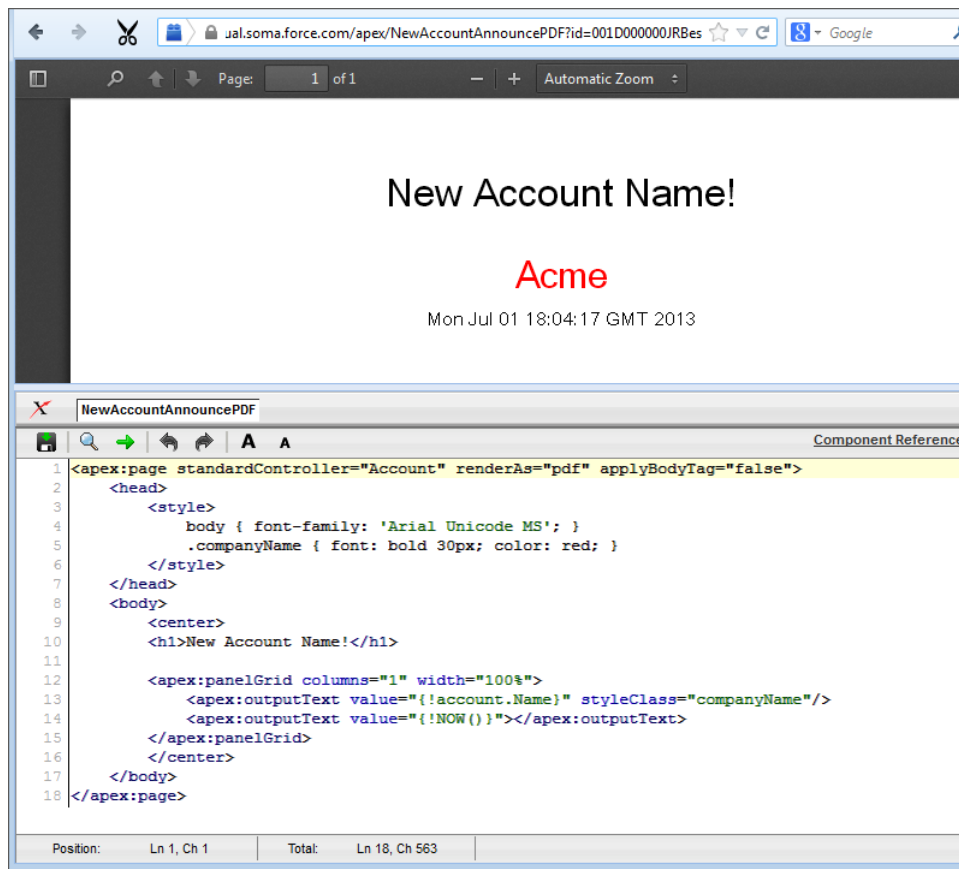 ual.soma.force.com/apex/NewAccountAnnouncePDF?id=001D000000JRBes 8 Google
Page: 1 of 1 Automatic Zoom
New Account Name!
Acme
Mon Jul 01 18:04:17 GMT 2013
NewAccountAnnouncePDF
A A Component Reference
1 <apex:page standardController="Account" renderAs="pdf" applyBodyTag="false">
2 <head>
3 <style>
4 body { font-family: 'Arial Unicode MS'; }
5 .companyName { font: bold 30px; color: red; }
6 </style>
7 </head>
8 <body>
9 <center>
10 <h1>New Account Name!</h1>
11
12 <apex:panelGrid columns="1" width="100%">
13 <apex:outputText value="{!account.Name}" styleClass="companyName"/>
14 <apex:outputText value="{!NOW()}"></apex:outputText>
15 </apex:panelGrid>
16 </center>
17 </body>
18 </apex:page>
Position: Ln 1, Ch 1 Total: Ln 18, Ch 563